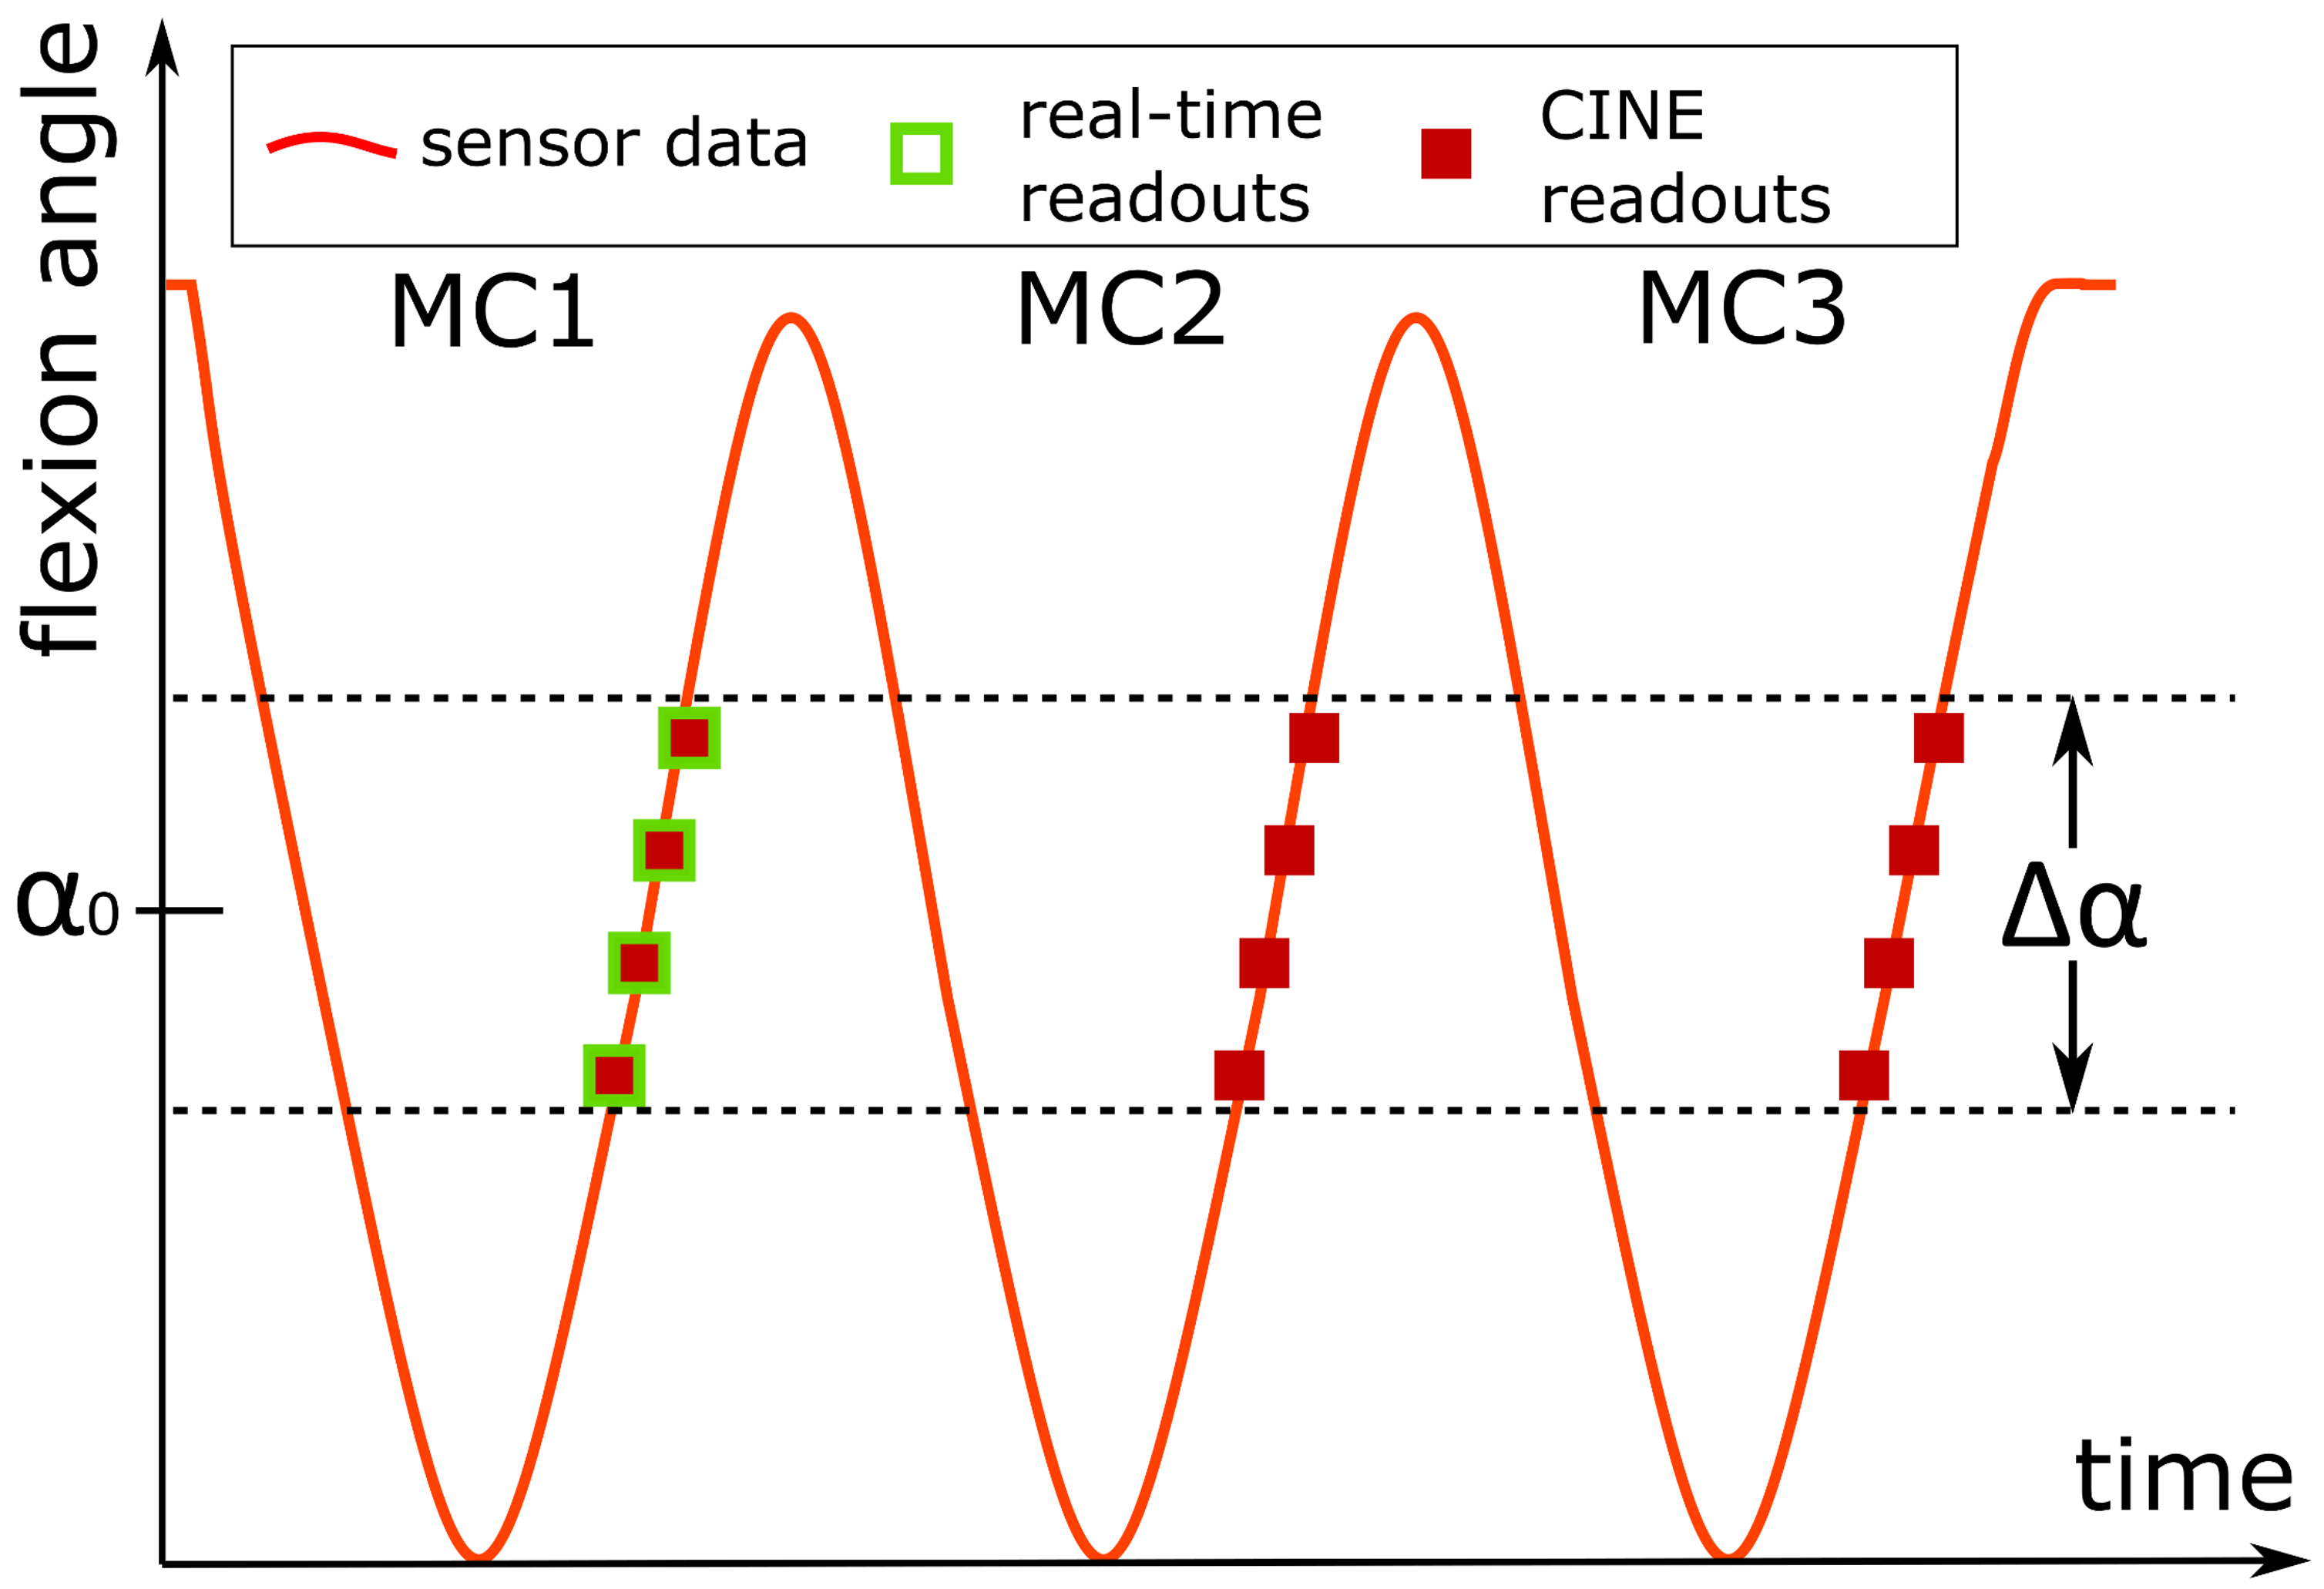 flexion angle
sensor data
real-time
readouts
CINE
readouts
MC1
MC2
MC3
α0
Δα
time